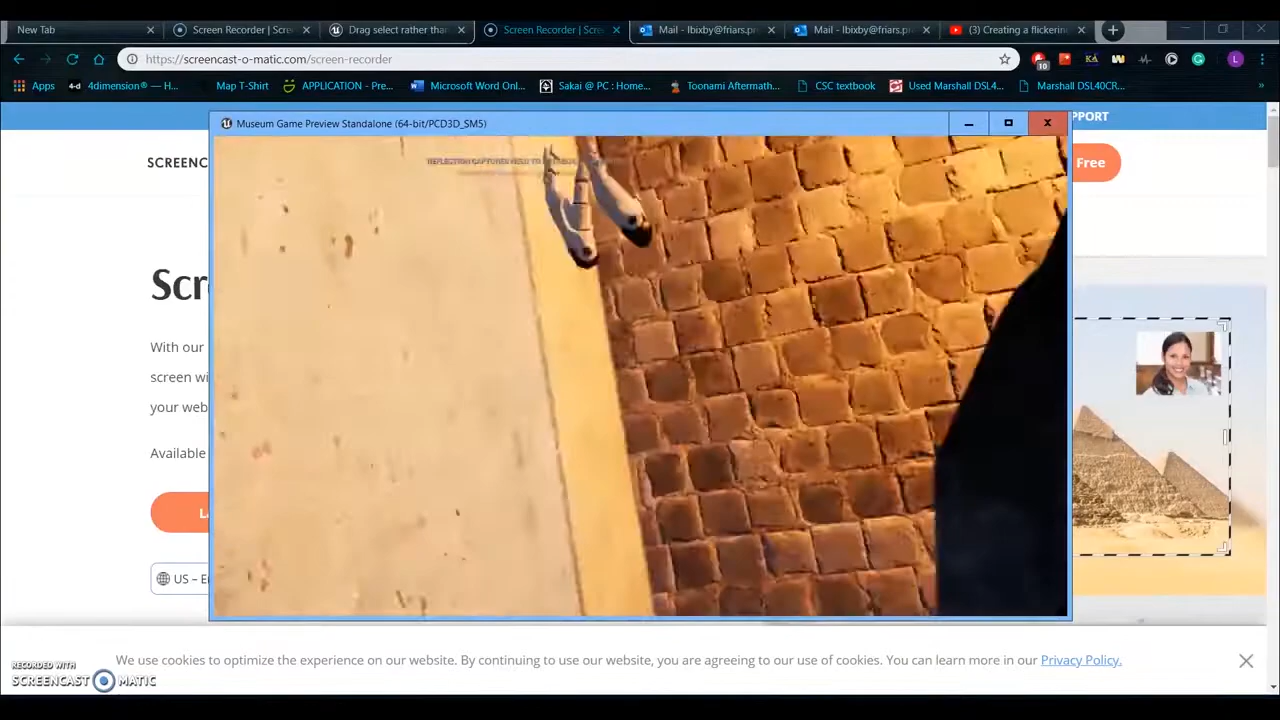 New Tab
Screen Recorder | Scree
Drag select rather than
Screen Recorder | Scree
Mail - lbixby@friars.pr
Mail - lbixby@friars.pr
(3) Creating a flickerin
https://screencast-o-matic.com/screen-recorder
10
L
Apps
4dimension® — H...
Map T-Shirt
APPLICATION - Pre...
Microsoft Word Onl...
Sakai @ PC : Home...
Toonami Aftermath...
CSC textbook
Used Marshall DSL4...
Marshall DSL40CR...
»
PPORT
Museum Game Preview Standalone (64-bit/PCD3D_SM5)
SCREENC
Free
Scr
With our
screen wi
your web
Available
L
US – E
We use cookies to optimize the experience on our website. By continuing to use our website, you are agreeing to our use of cookies. You can learn more in our Privacy Policy.
RECORDED WITH
SCREENCAST MATIC